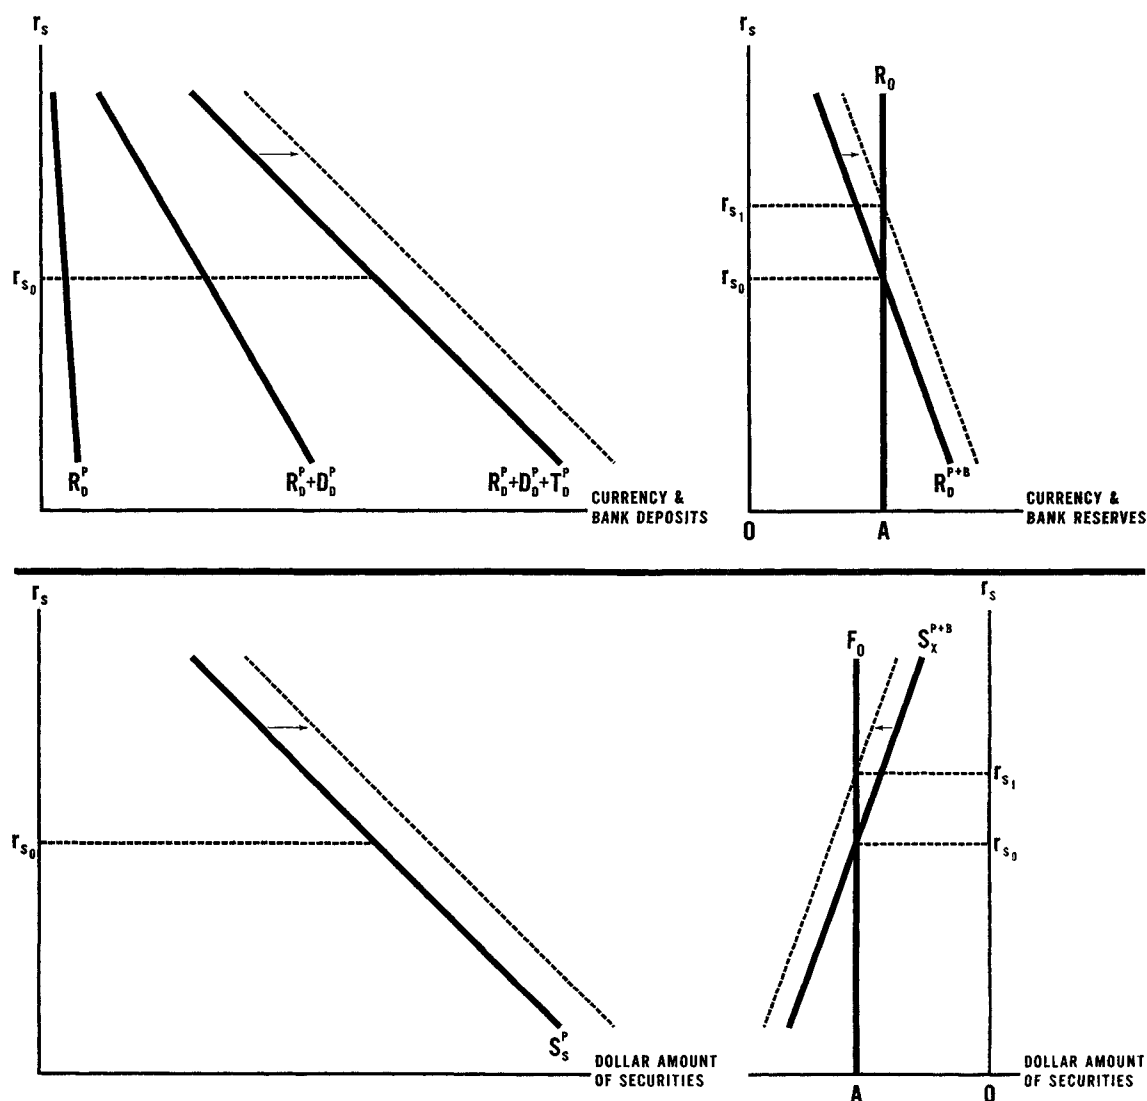 r_s
r_s0
R_D^P
R_D^P+D_D^P
R_D^P+D_D^P+T_D^P
CURRENCY &
BANK DEPOSITS
r_s
R_0
r_s1
r_s0
R_D^P+B
0
A
CURRENCY &
BANK RESERVES
r_s
r_s0
S_S^P
DOLLAR AMOUNT
OF SECURITIES
r_s
F_0
S_X^P+B
r_s1
r_s0
A
0
DOLLAR AMOUNT
OF SECURITIES